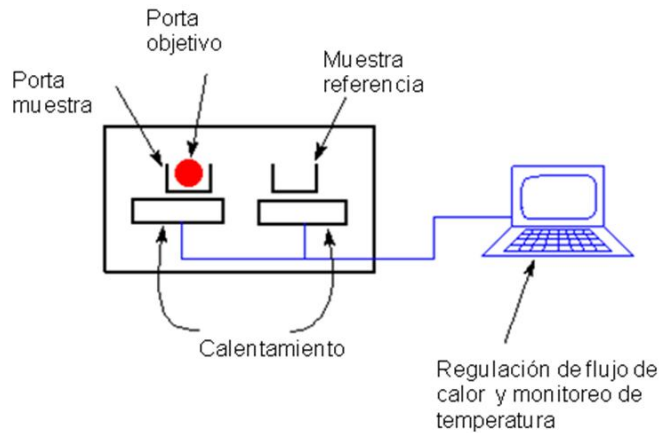 Porta
objetivo
Porta
muestra
Muestra
referencia
Calentamiento
Regulación de flujo de
calor y monitoreo de
temperatura